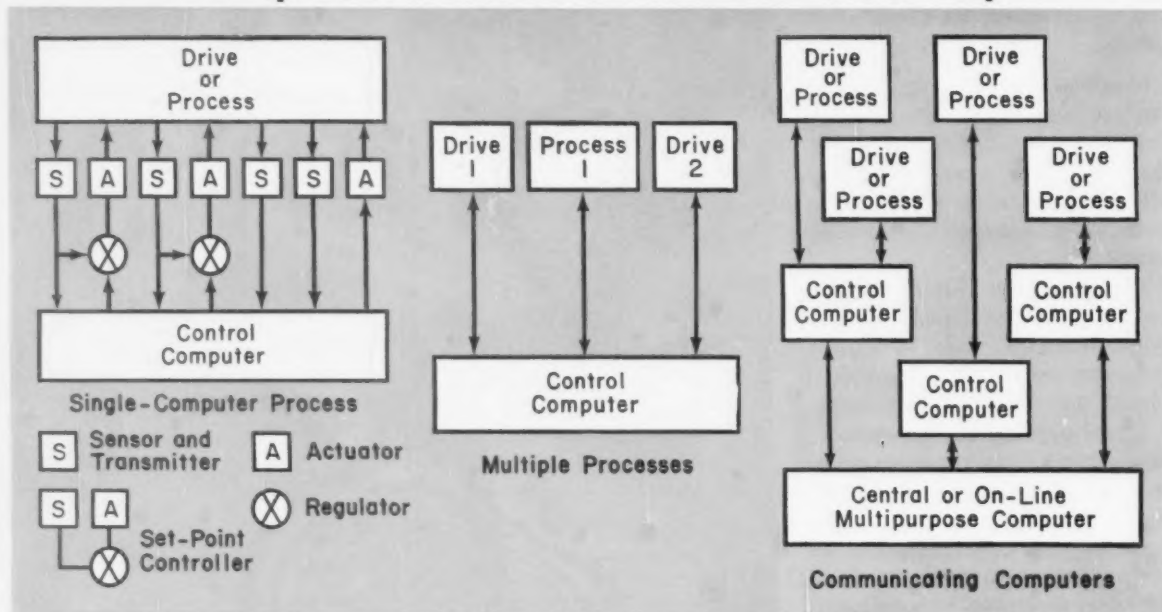 Drive
or
Process
S A S A S S A
Control
Computer
Single-Computer Process
S Sensor and
Transmitter
A Actuator
S A
Set-Point
Controller
Regulator
Drive
1
Process
1
Drive
2
Control
Computer
Multiple Processes
Drive
or
Process
Drive
or
Process
Drive
or
Process
Drive
or
Process
Control
Computer
Control
Computer
Control
Computer
Central or On-Line
Multipurpose Computer
Communicating Computers